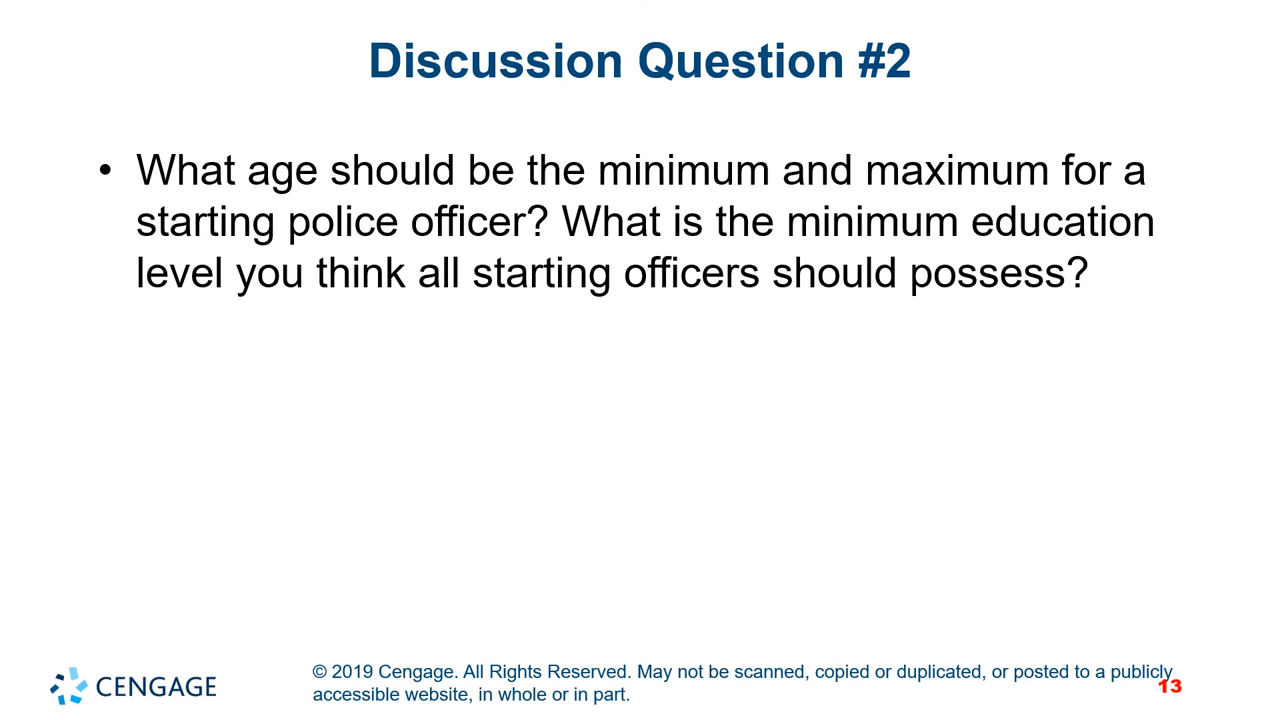 Discussion Question #2
• What age should be the minimum and maximum for a
starting police officer? What is the minimum education
level you think all starting officers should possess?
CENGAGE
© 2019 Cengage. All Rights Reserved. May not be scanned, copied or duplicated, or posted to a publicly
accessible website, in whole or in part.
13